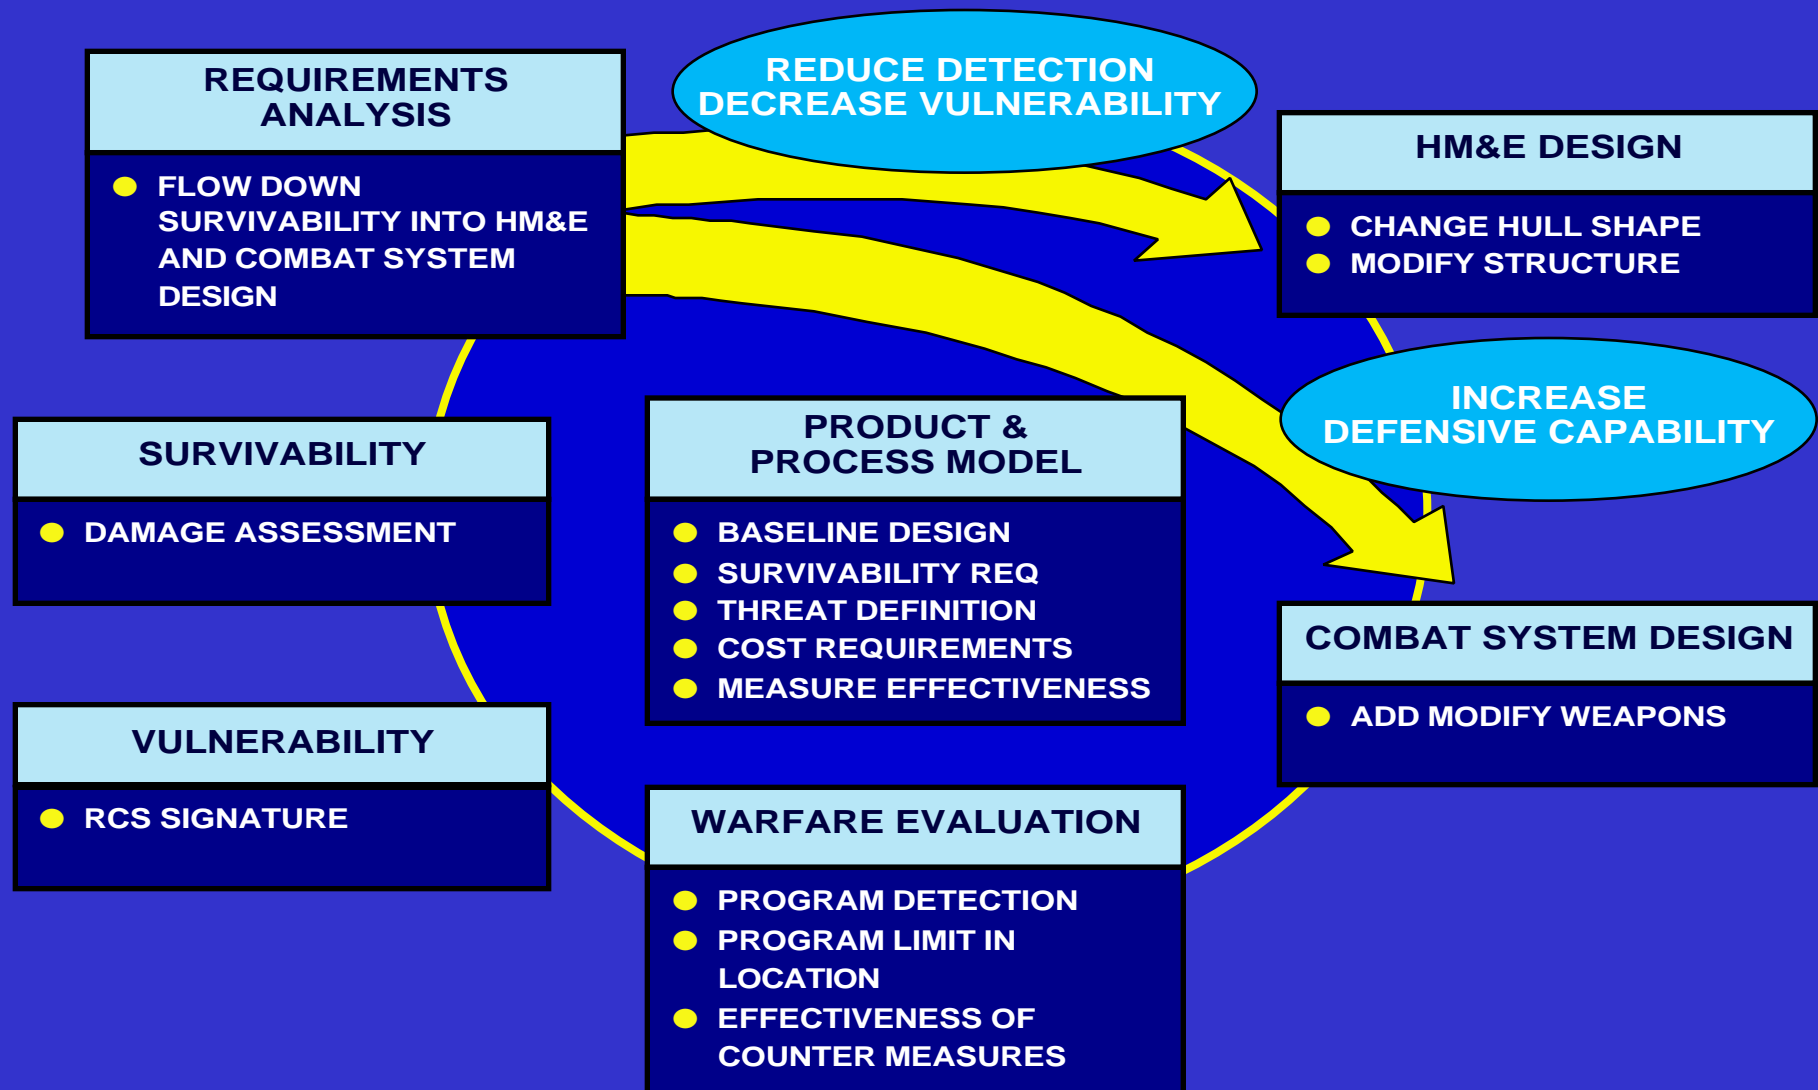 REQUIREMENTS
ANALYSIS
FLOW DOWN
SURVIVABILITY INTO HM&E
AND COMBAT SYSTEM
DESIGN
REDUCE DETECTION
DECREASE VULNERABILITY
HM&E DESIGN
CHANGE HULL SHAPE
MODIFY STRUCTURE
INCREASE
DEFENSIVE CAPABILITY
SURVIVABILITY
DAMAGE ASSESSMENT
PRODUCT &
PROCESS MODEL
BASELINE DESIGN
SURVIVABILITY REQ
THREAT DEFINITION
COST REQUIREMENTS
MEASURE EFFECTIVENESS
COMBAT SYSTEM DESIGN
ADD MODIFY WEAPONS
VULNERABILITY
RCS SIGNATURE
WARFARE EVALUATION
PROGRAM DETECTION
PROGRAM LIMIT IN
LOCATION
EFFECTIVENESS OF
COUNTER MEASURES